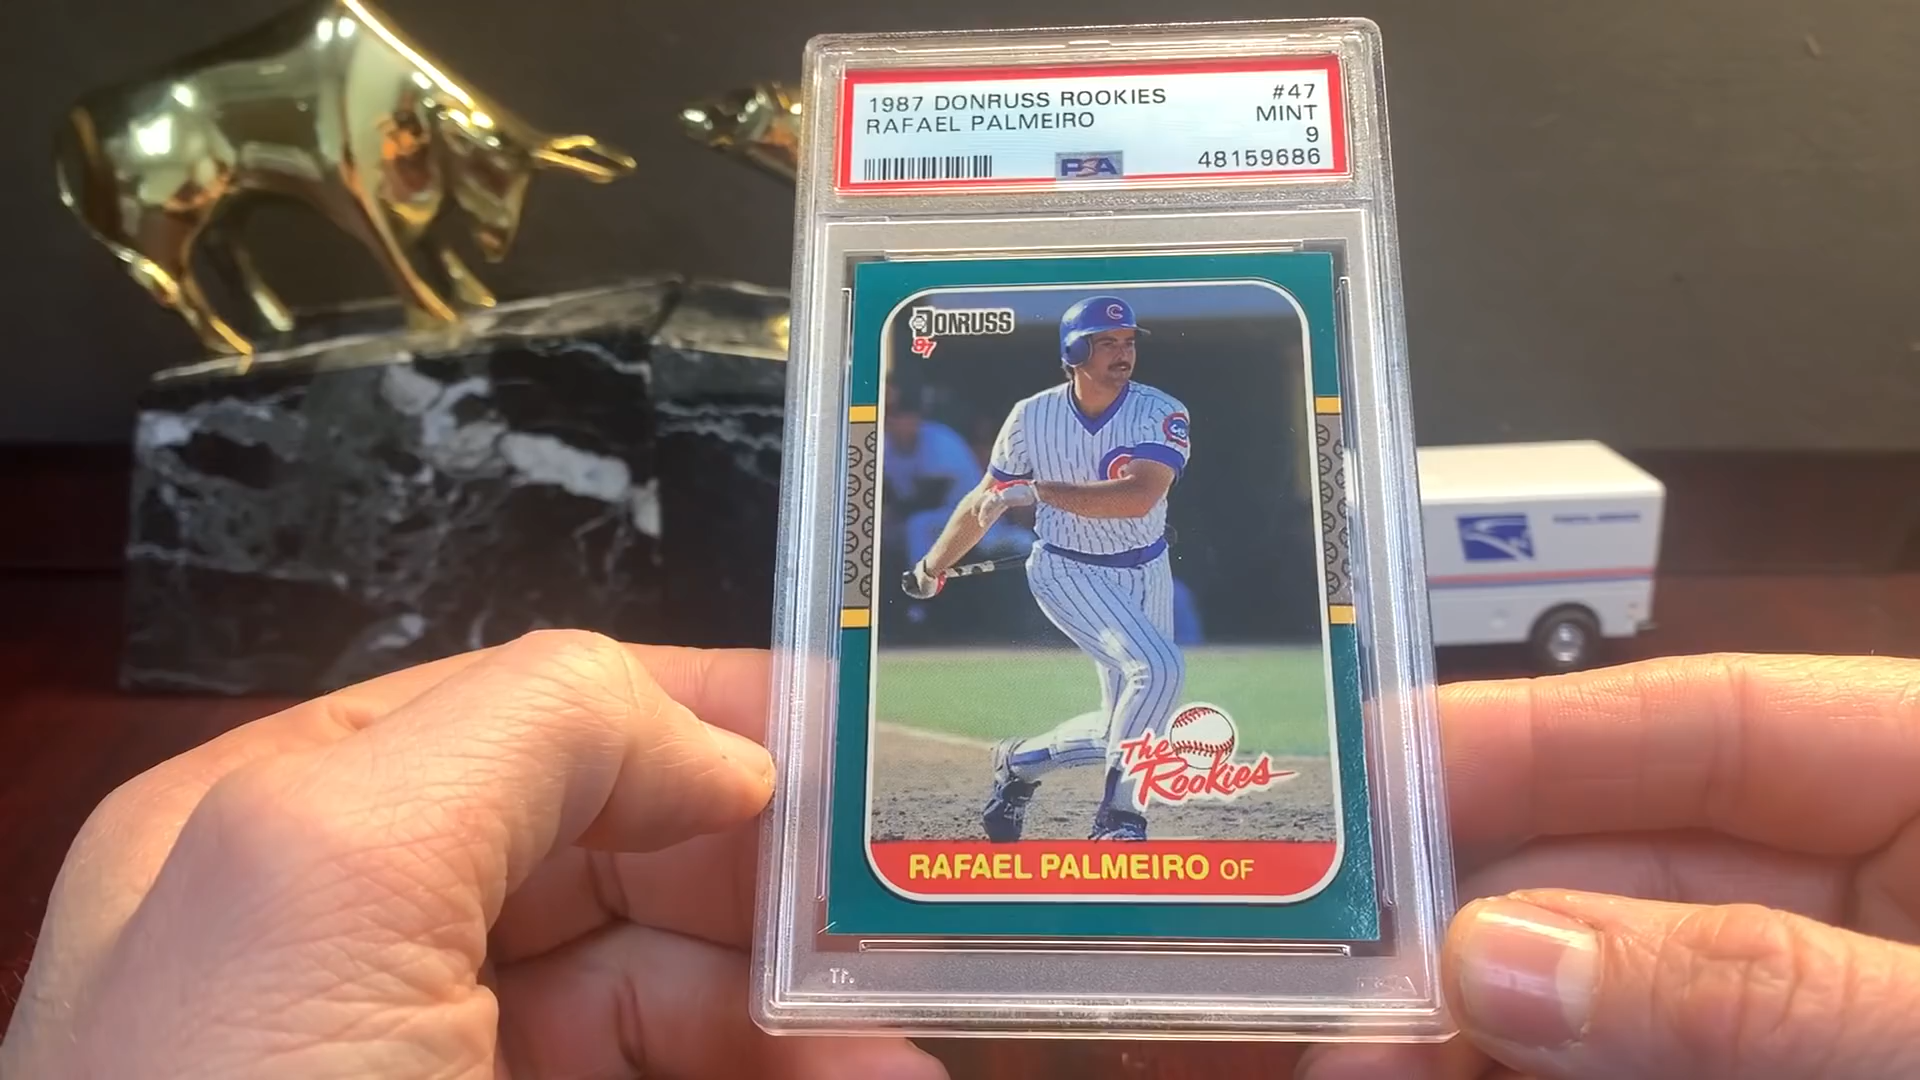 1987 DONRUSS ROOKIES #47
RAFAEL PALMEIRO MINT
9
PSA 48159686
DONRUSS
87
C
The
Rookies
RAFAEL PALMEIRO OF